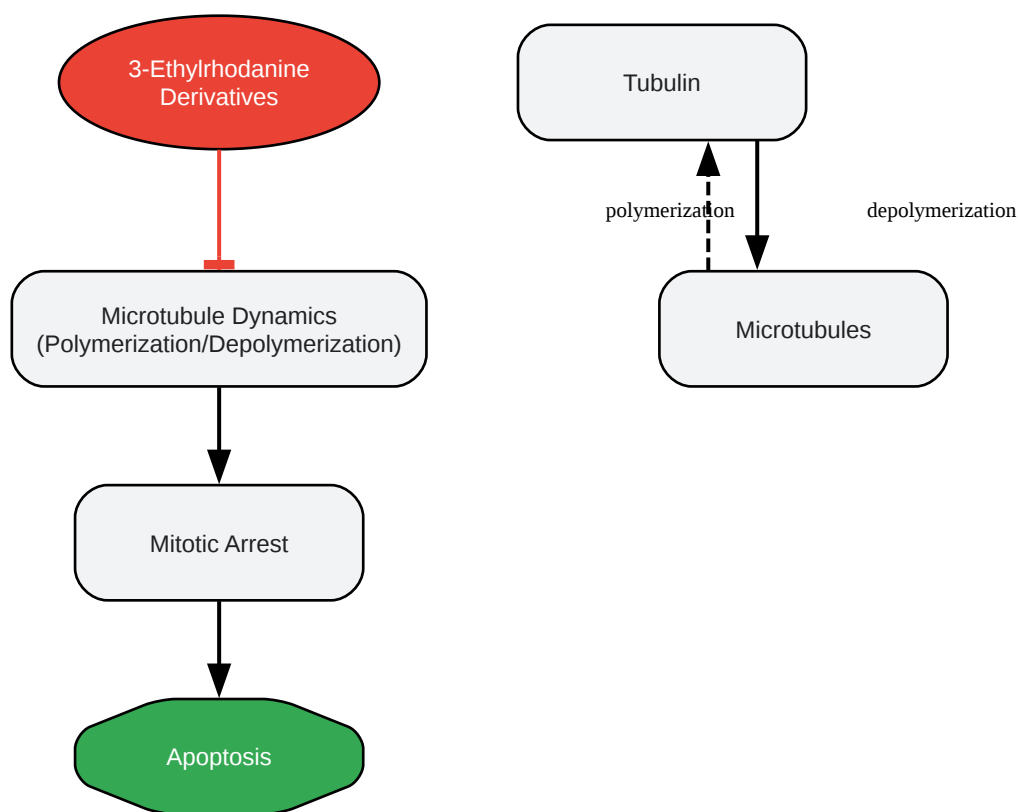 3-Ethylrhodanine
Derivatives
Microtubule Dynamics
(Polymerization/Depolymerization)
Mitotic Arrest
Apoptosis
Tubulin
polymerization
depolymerization
Microtubules